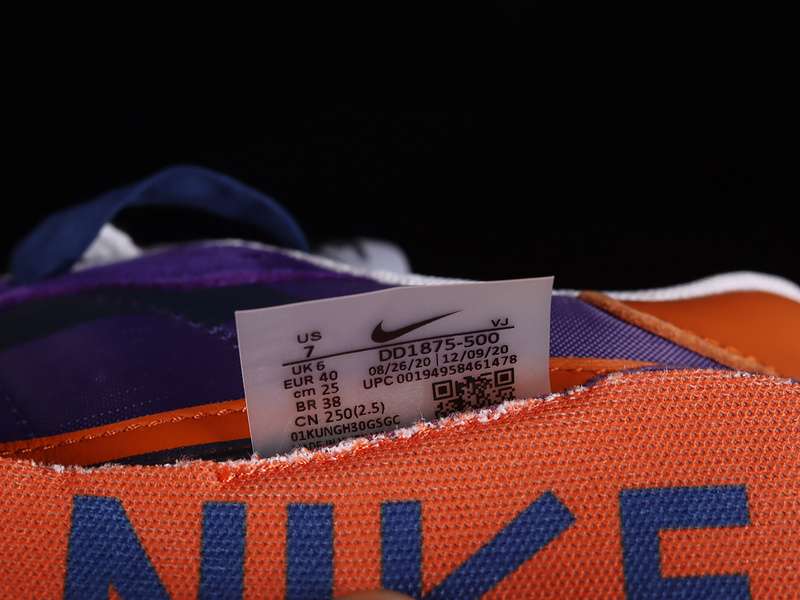 US
7
VJ
UK 6
DD1875-500
EUR 40
08/26/20 | 12/09/20
cm 25
UPC 00194958461478
BR 38
CN 250(2.5)
01KUNGH30GSGC
NIKE